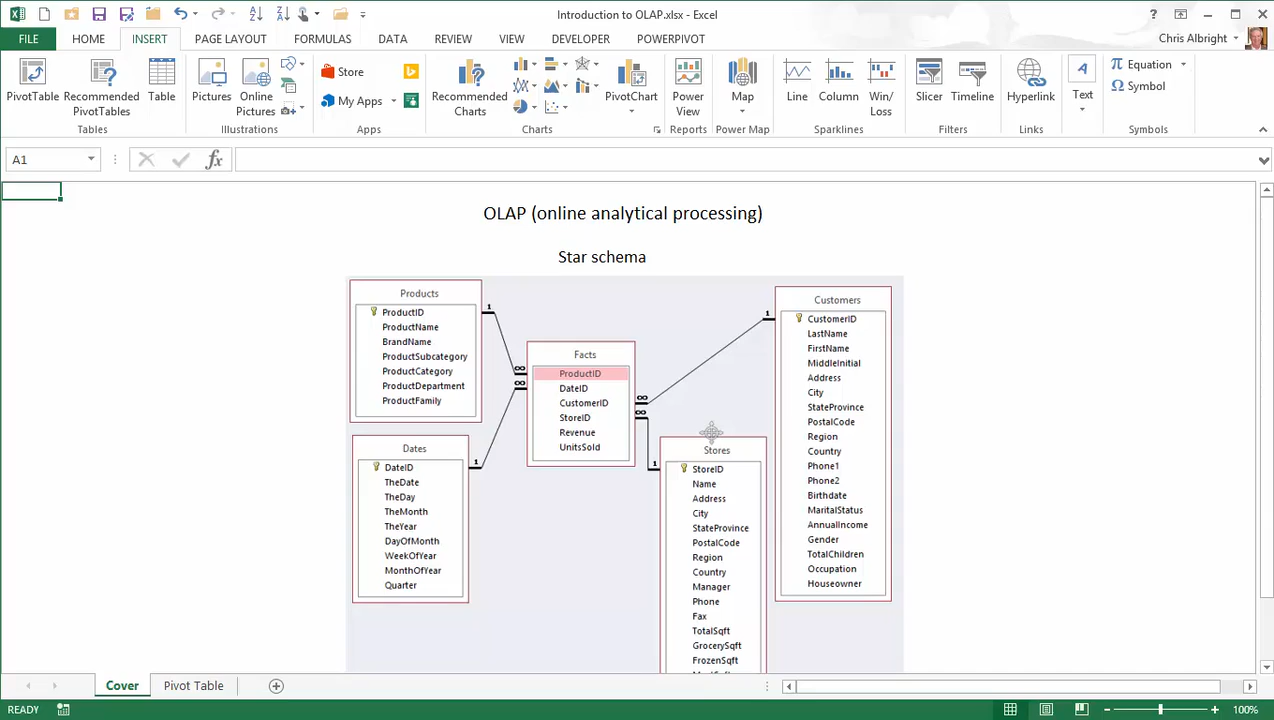 Introduction to OLAP.xlsx - Excel
?
FILE
HOME
INSERT
PAGE LAYOUT
FORMULAS
DATA
REVIEW
VIEW
DEVELOPER
POWERPIVOT
Chris Albright
PivotTable
Recommended
PivotTables
Table
Tables
Pictures
Online
Pictures
Illustrations
Store
My Apps
Apps
Recommended
Charts
PivotChart
Charts
Power
View
Reports
Map
Power Map
Line
Column
Win/
Loss
Sparklines
Slicer
Timeline
Filters
Hyperlink
Links
Text
Equation
Symbol
Symbols
A1
fx
OLAP (online analytical processing)
Star schema
Products
ProductID
ProductName
BrandName
ProductSubcategory
ProductCategory
ProductDepartment
ProductFamily
1
∞
Dates
DateID
TheDate
TheDay
TheMonth
TheYear
DayOfMonth
WeekOfYear
MonthOfYear
Quarter
1
∞
Facts
ProductID
DateID
CustomerID
StoreID
Revenue
UnitsSold
∞
∞
1
1
Stores
StoreID
Name
Address
City
StateProvince
PostalCode
Region
Country
Manager
Phone
Fax
TotalSqft
GrocerySqft
FrozenSqft
Customers
CustomerID
LastName
FirstName
MiddleInitial
Address
City
StateProvince
PostalCode
Region
Country
Phone1
Phone2
Birthdate
MaritalStatus
AnnualIncome
Gender
TotalChildren
Occupation
Houseowner
Cover
Pivot Table
READY
100%